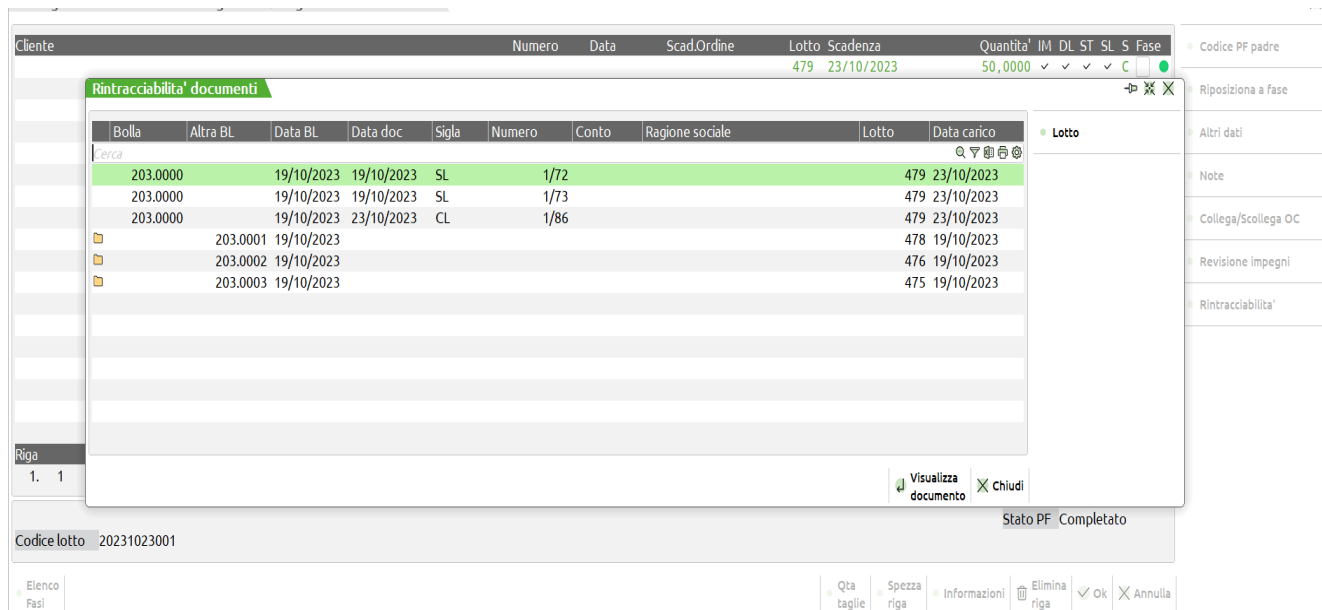 Cliente Numero Data Scad.Ordine Lotto Scadenza Quantita' IM DL ST SL S Fase
479 23/10/2023 50,0000 C
Rintracciabilita' documenti
Bolla Altra BL Data BL Data doc Sigla Numero Conto Ragione sociale Lotto Data carico
Cerca
203.0000 19/10/2023 19/10/2023 SL 1/72 479 23/10/2023
203.0000 19/10/2023 19/10/2023 SL 1/73 479 23/10/2023
203.0000 19/10/2023 23/10/2023 CL 1/86 479 23/10/2023
203.0001 19/10/2023 478 19/10/2023
203.0002 19/10/2023 476 19/10/2023
203.0003 19/10/2023 475 19/10/2023
Lotto
Visualizza
documento
Chiudi
Codice PF padre
Riposiziona a fase
Altri dati
Note
Collega/Scollega OC
Revisione impegni
Rintracciabilita'
Riga
1. 1
Stato PF Completato
Codice lotto 20231023001
Elenco
Fasi
Qta
taglie
Spezza
riga
Informazioni
Elimina
riga
Ok
Annulla